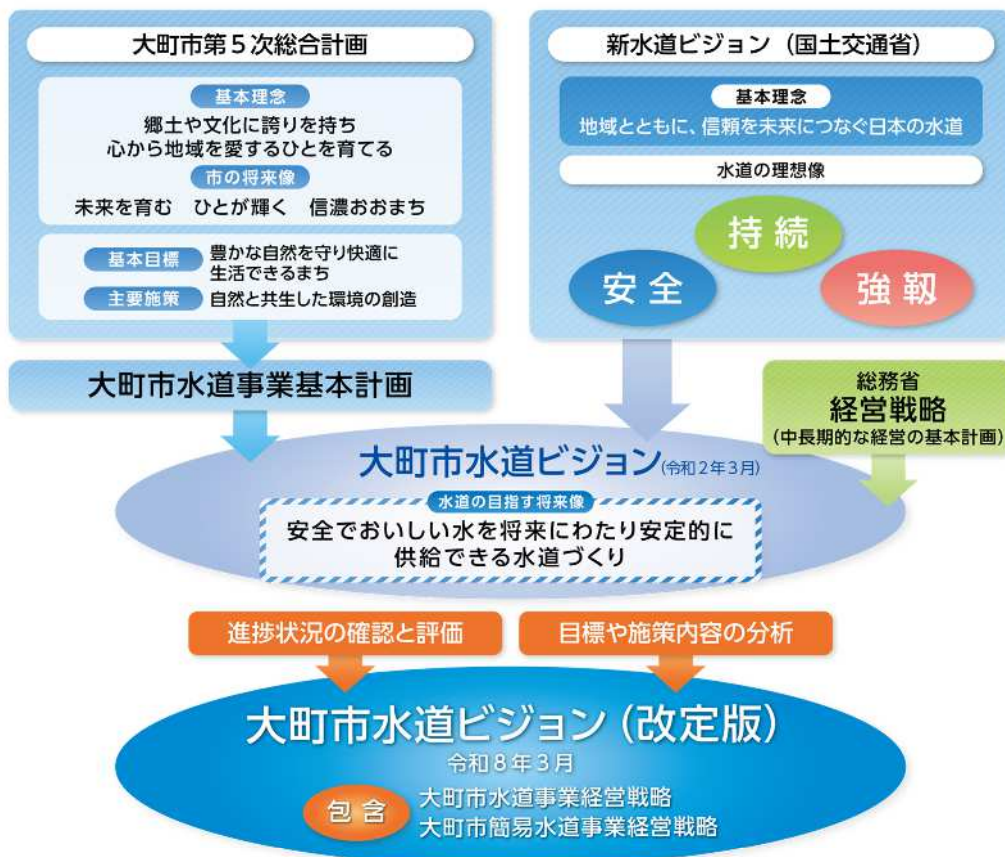 大町市第5次総合計画
基本理念
郷土や文化に誇りを持ち
心から地域を愛するひとを育てる
市の将来像
未来を育む　ひとが輝く　信濃おおまち
基本目標
豊かな自然を守り快適に
生活できるまち
主要施策
自然と共生した環境の創造
新水道ビジョン（国土交通省）
基本理念
地域とともに、信頼を未来につなぐ日本の水道
水道の理想像
持続
安全
強靱
大町市水道事業基本計画
総務省
経営戦略
(中長期的な経営の基本計画)
大町市水道ビジョン(令和2年3月)
水道の目指す将来像
安全でおいしい水を将来にわたり安定的に
供給できる水道づくり
進捗状況の確認と評価
目標や施策内容の分析
大町市水道ビジョン（改定版）
令和8年3月
包含
大町市水道事業経営戦略
大町市簡易水道事業経営戦略